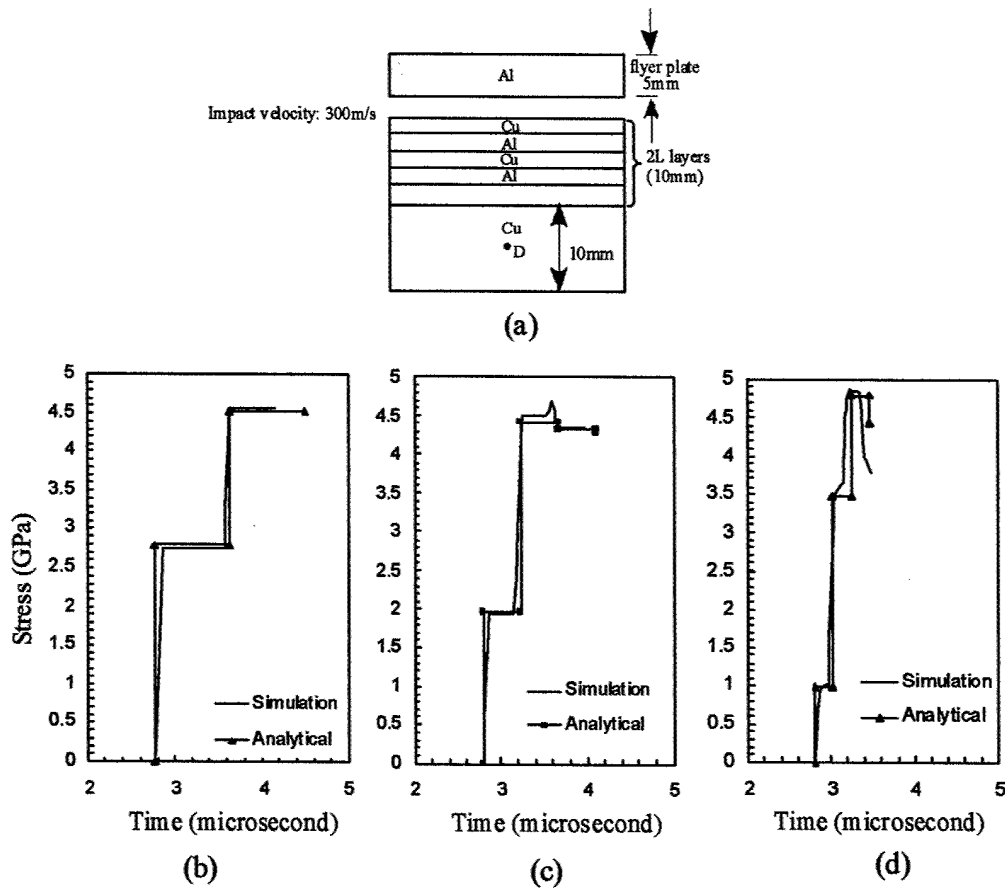 Al
flyer plate
5mm
Impact velocity: 300m/s
Cu
Al
Cu
Al
2L layers
(10mm)
Cu
D
10mm
(a)
Stress (GPa)
5
4.5
4
3.5
3
2.5
2
1.5
1
0.5
0
Simulation
Analytical
2 3 4 5
Time (microsecond)
(b)
5
4.5
4
3.5
3
2.5
2
1.5
1
0.5
0
Simulation
Analytical
2 3 4 5
Time (microsecond)
(c)
5
4.5
4
3.5
3
2.5
2
1.5
1
0.5
0
Simulation
Analytical
2 3 4 5
Time (microsecond)
(d)